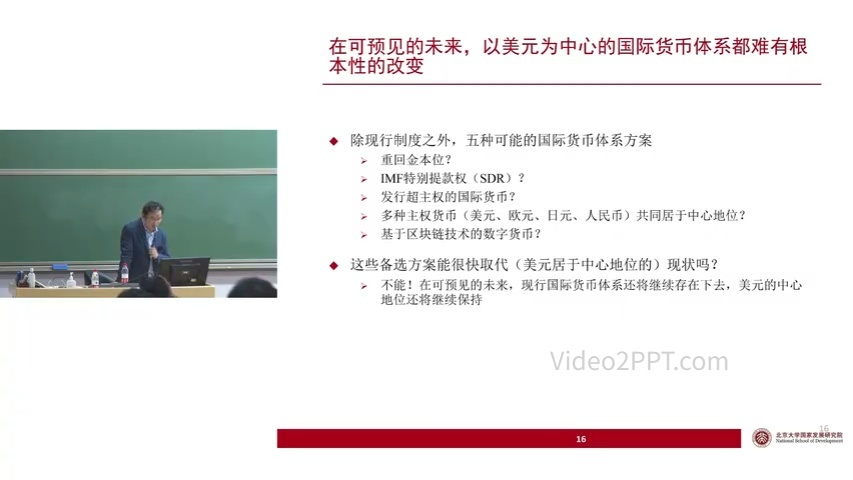 在可预见的未来，以美元为中心的国际货币体系都难有根
本性的改变
除现行制度之外，五种可能的国际货币体系方案
重回金本位？
IMF特别提款权（SDR）？
发行超主权的国际货币？
多种主权货币（美元、欧元、日元、人民币）共同居于中心地位？
基于区块链技术的数字货币？
这些备选方案能很快取代（美元居于中心地位的）现状吗？
不能！在可预见的未来，现行国际货币体系还将继续存在下去，美元的中心
地位还将继续保持
Video2PPT.com
16
16
北京大学国家发展研究院
National School of Development